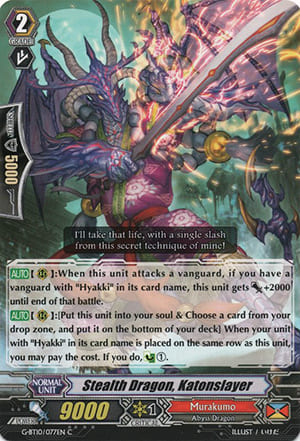 2
GRADE
5000
I'll take that life, with a single slash
from this secret technique of mine!
AUTO [ ]:When this unit attacks a vanguard, if you have a
vanguard with "Hyakki" in its card name, this unit gets +2000
until end of that battle.
AUTO [ ]:[Put this unit into your soul & Choose a card from your
drop zone, and put it on the bottom of your deck] When your unit
with "Hyakki" in its card name is placed on the same row as this unit,
you may pay the cost. If you do, 1.
NORMAL
UNIT
Stealth Dragon, Katonslayer
POWER
9000
1
CRITICAL
Murakumo
Abyss Dragon
G-BT10/077EN C
ILLUST /